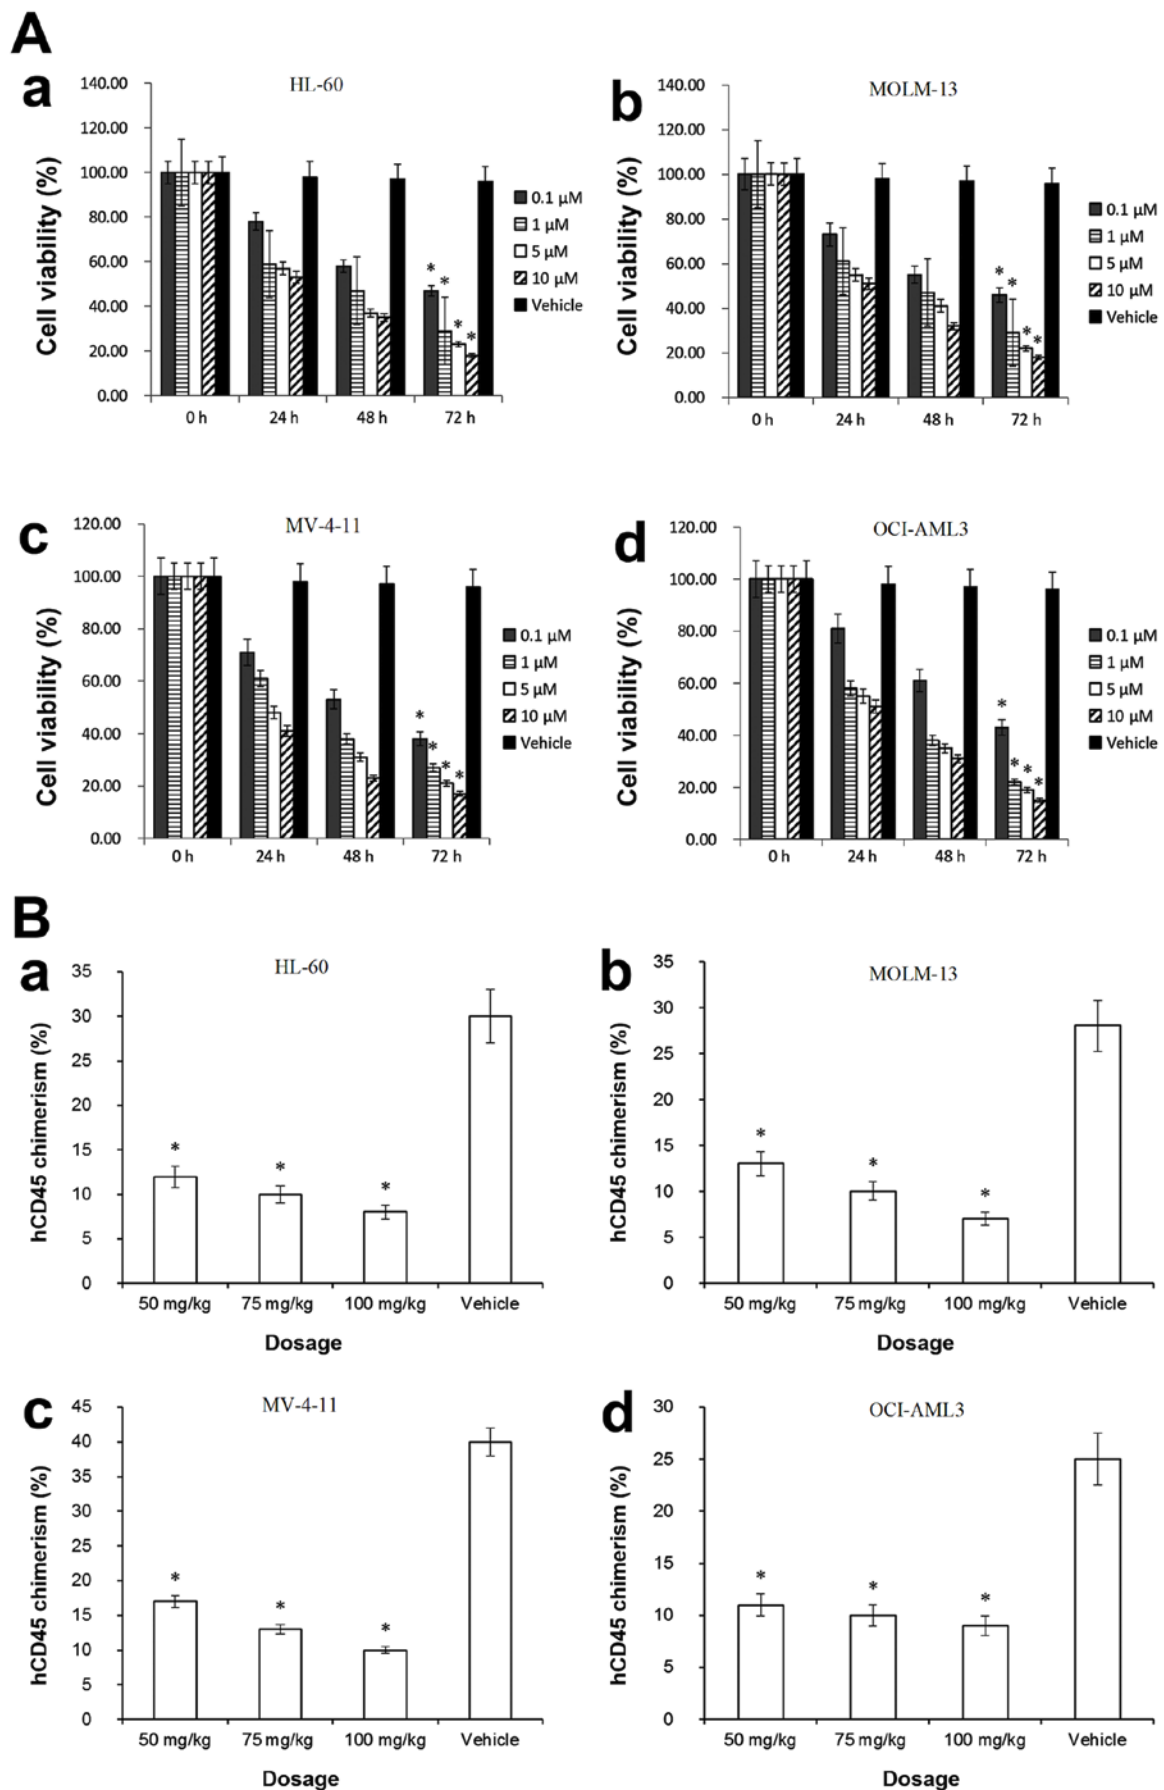 A
a
HL-60
140.00
120.00
100.00
80.00
60.00
40.00
20.00
0.00
Cell viability (%)
0 h
24 h
48 h
72 h
* * * *
0.1 µM
1 µM
5 µM
10 µM
Vehicle
b
MOLM-13
140.00
120.00
100.00
80.00
60.00
40.00
20.00
0.00
Cell viability (%)
0 h
24 h
48 h
72 h
* * * *
0.1 µM
1 µM
5 µM
10 µM
Vehicle
c
MV-4-11
120.00
100.00
80.00
60.00
40.00
20.00
0.00
Cell viability (%)
0 h
24 h
48 h
72 h
* * * *
0.1 µM
1 µM
5 µM
10 µM
Vehicle
d
OCI-AML3
120.00
100.00
80.00
60.00
40.00
20.00
0.00
Cell viability (%)
0 h
24 h
48 h
72 h
* * * *
0.1 µM
1 µM
5 µM
10 µM
Vehicle
B
a
HL-60
35
30
25
20
15
10
5
0
hCD45 chimerism (%)
* * *
50 mg/kg
75 mg/kg
100 mg/kg
Vehicle
Dosage
b
MOLM-13
35
30
25
20
15
10
5
0
hCD45 chimerism (%)
* * *
50 mg/kg
75 mg/kg
100 mg/kg
Vehicle
Dosage
c
MV-4-11
45
40
35
30
25
20
15
10
5
0
hCD45 chimerism (%)
* * *
50 mg/kg
75 mg/kg
100 mg/kg
Vehicle
Dosage
d
OCI-AML3
30
25
20
15
10
5
0
hCD45 chimerism (%)
* * *
50 mg/kg
75 mg/kg
100 mg/kg
Vehicle
Dosage